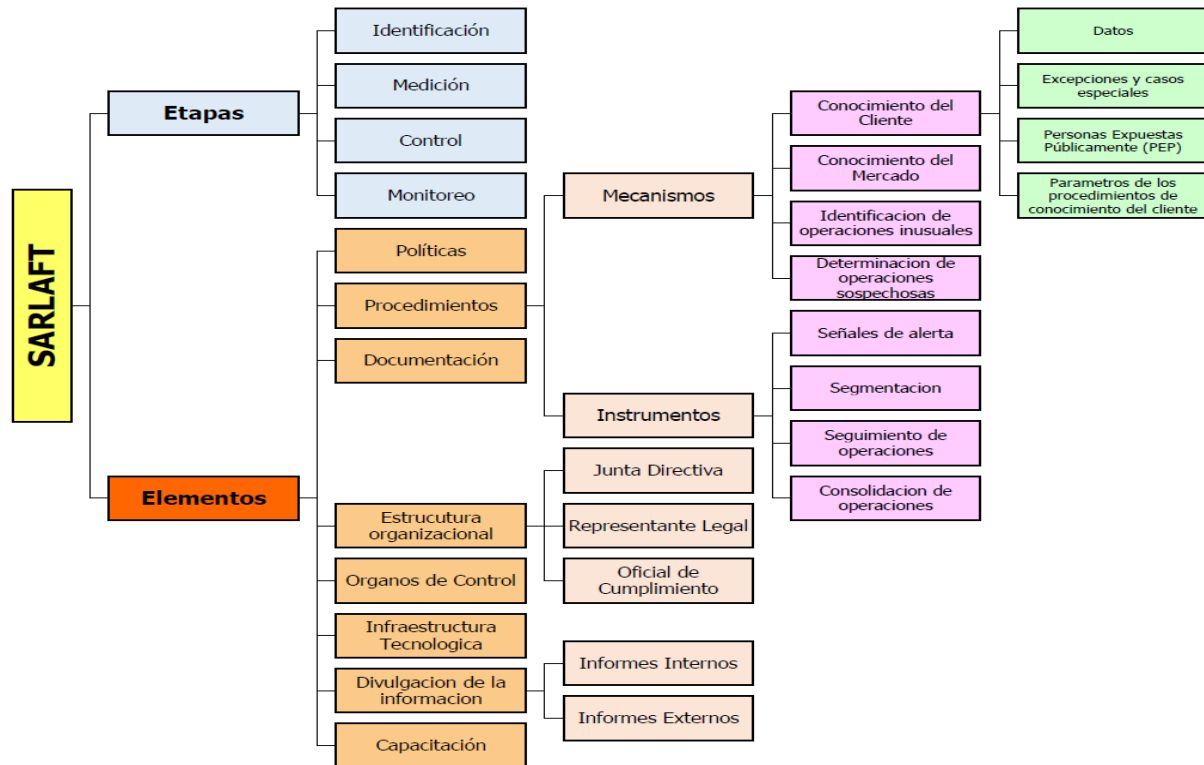 SARLAFT
Etapas
Identificación
Medición
Control
Monitoreo
Elementos
Políticas
Procedimientos
Mecanismos
Conocimiento del
Cliente
Datos
Excepciones y casos
especiales
Personas Expuestas
Públicamente (PEP)
Parametros de los
procedimientos de
conocimiento del cliente
Conocimiento del
Mercado
Identificacion de
operaciones inusuales
Determinacion de
operaciones
sospechosas
Instrumentos
Señales de alerta
Segmentacion
Seguimiento de
operaciones
Consolidacion de
operaciones
Documentación
Estrucutura
organizacional
Junta Directiva
Representante Legal
Oficial de
Cumplimiento
Organos de Control
Infraestructura
Tecnologica
Divulgacion de la
informacion
Informes Internos
Informes Externos
Capacitación